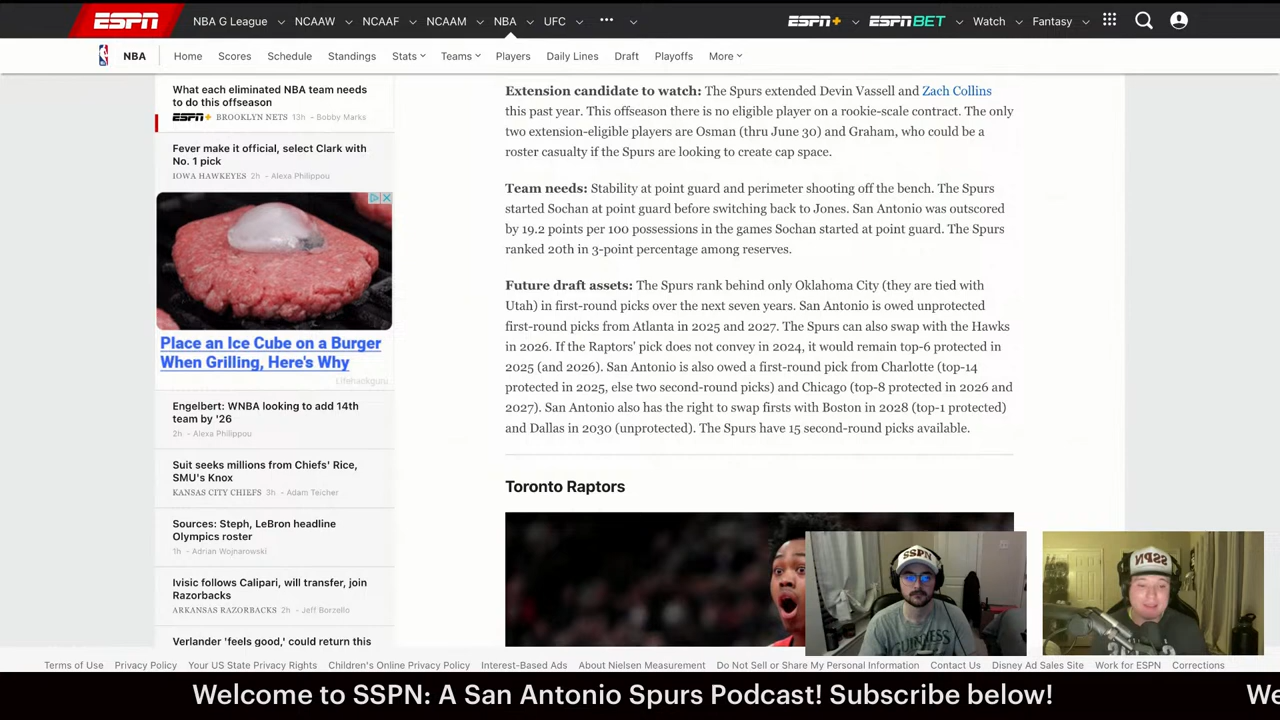 ESPN
NBA G League
NCAAW
NCAAF
NCAAM
NBA
UFC
ESPN+
ESPN BET
Watch
Fantasy
NBA
Home
Scores
Schedule
Standings
Stats
Teams
Players
Daily Lines
Draft
Playoffs
More
What each eliminated NBA team needs
to do this offseason
ESPN+ BROOKLYN NETS 13h - Bobby Marks
Fever make it official, select Clark with
No. 1 pick
IOWA HAWKEYES 2h - Alexa Philippou
Place an Ice Cube on a Burger
When Grilling, Here's Why
Lifehackguru
Engelbert: WNBA looking to add 14th
team by '26
2h - Alexa Philippou
Suit seeks millions from Chiefs' Rice,
SMU's Knox
KANSAS CITY CHIEFS 3h - Adam Teicher
Sources: Steph, LeBron headline
Olympics roster
1h - Adrian Wojnarowski
Ivisic follows Calipari, will transfer, join
Razorbacks
ARKANSAS RAZORBACKS 2h - Jeff Borzello
Verlander 'feels good,' could return this
Extension candidate to watch: The Spurs extended Devin Vassell and Zach Collins
this past year. This offseason there is no eligible player on a rookie-scale contract. The only
two extension-eligible players are Osman (thru June 30) and Graham, who could be a
roster casualty if the Spurs are looking to create cap space.
Team needs: Stability at point guard and perimeter shooting off the bench. The Spurs
started Sochan at point guard before switching back to Jones. San Antonio was outscored
by 19.2 points per 100 possessions in the games Sochan started at point guard. The Spurs
ranked 20th in 3-point percentage among reserves.
Future draft assets: The Spurs rank behind only Oklahoma City (they are tied with
Utah) in first-round picks over the next seven years. San Antonio is owed unprotected
first-round picks from Atlanta in 2025 and 2027. The Spurs can also swap with the Hawks
in 2026. If the Raptors' pick does not convey in 2024, it would remain top-6 protected in
2025 (and 2026). San Antonio is also owed a first-round pick from Charlotte (top-14
protected in 2025, else two second-round picks) and Chicago (top-8 protected in 2026 and
2027). San Antonio also has the right to swap firsts with Boston in 2028 (top-1 protected)
and Dallas in 2030 (unprotected). The Spurs have 15 second-round picks available.
Toronto Raptors
SSPN
GUINNESS
SSPN
Terms of Use
Privacy Policy
Your US State Privacy Rights
Children's Online Privacy Policy
Interest-Based Ads
About Nielsen Measurement
Do Not Sell or Share My Personal Information
Contact Us
Disney Ad Sales Site
Work for ESPN
Corrections
Welcome to SSPN: A San Antonio Spurs Podcast! Subscribe below!
We